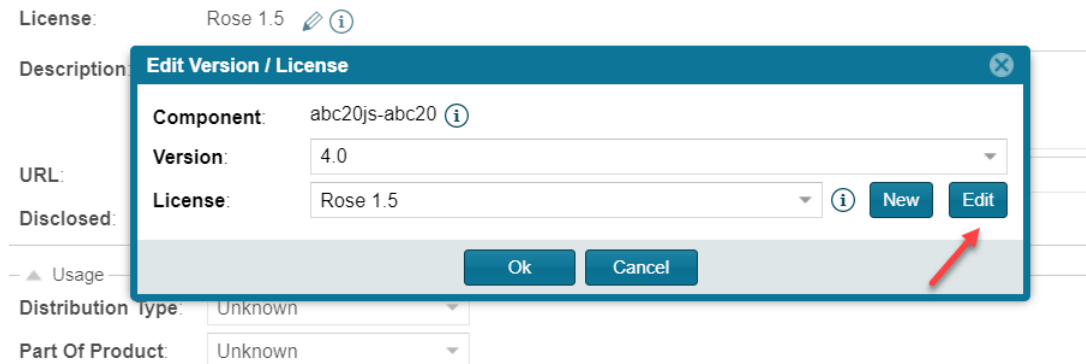 License: Rose 1.5
Edit Version / License
Description:
Component: abc20js-abc20
Version: 4.0
URL:
License: Rose 1.5 New Edit
Disclosed:
Ok Cancel
Usage
Distribution Type: Unknown
Part Of Product: Unknown